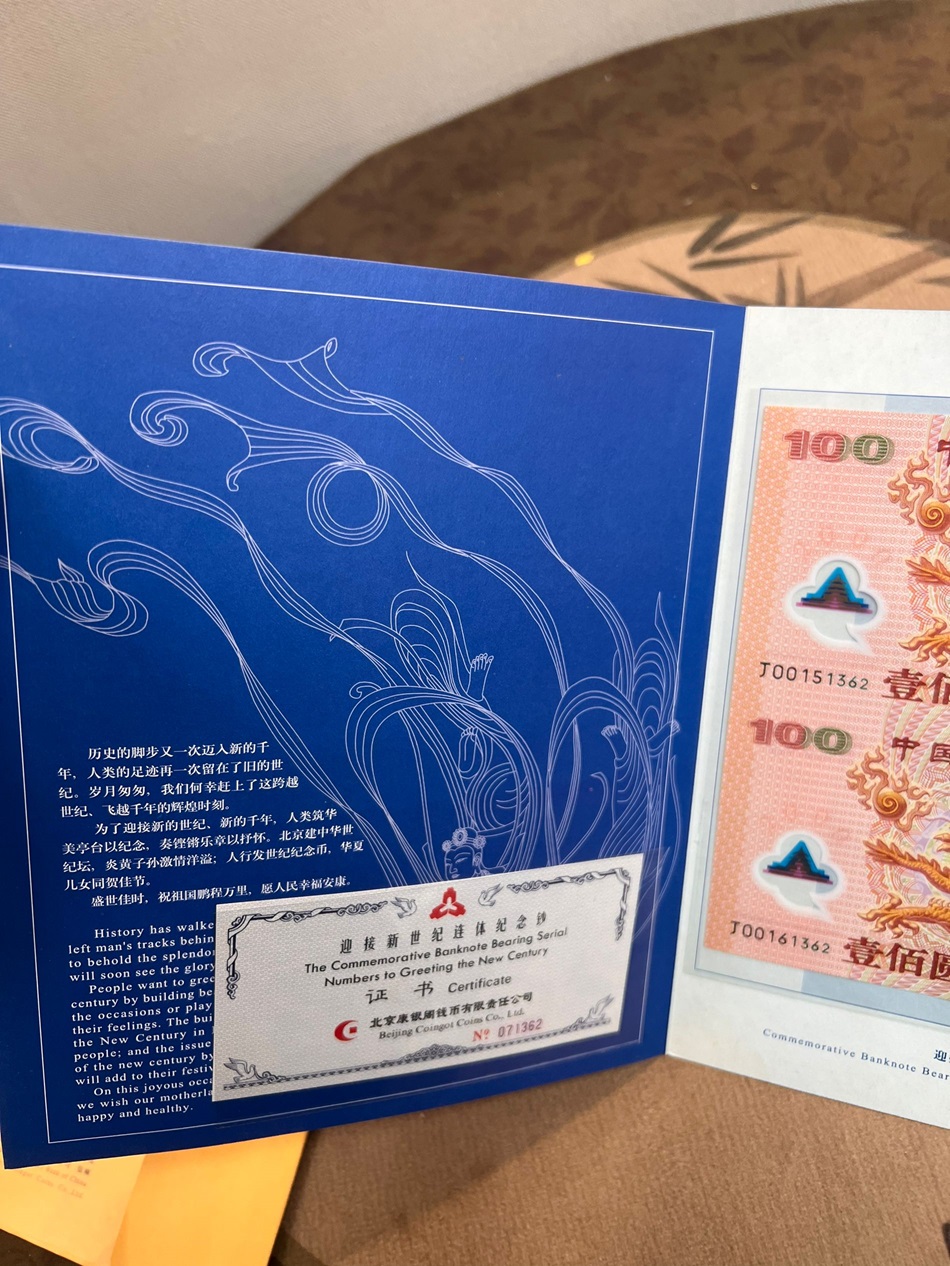 历史的脚步又一次迈入新的千
年，人类的足迹再一次留在了旧的世
纪。岁月匆匆，我们何幸赶上了这跨越
世纪、飞越千年的辉煌时刻。
为了迎接新的世纪、新的千年，人类筑华
美亭台以纪念，奏铿锵乐章以抒怀。北京建中华世
纪坛，炎黄子孙激情洋溢；人行发世纪纪念币，华夏
儿女同贺佳节。
盛世佳时，祝祖国鹏程万里，愿人民幸福安康。
History has walke
left man's tracks behin
to behold the splendo
will soon see the glory
People want to gree
century by building be
the occasions or play
their feelings. The bui
the New Century in
people; and the issue
of the new century by
will add to their festiv
On this joyous occa
we wish our motherla
happy and healthy.
迎接新世纪连体纪念钞
The Commemorative Banknote Bearing Serial
Numbers to Greeting the New Century
证 书 Certificate
北京康银阁钱币有限责任公司
Beijing Coingot Coins Co., Ltd.
Nº 071362
100
J00151362
壹佰
100
中国
J00161362
壹佰圆
迎
Commemorative Banknote Bear